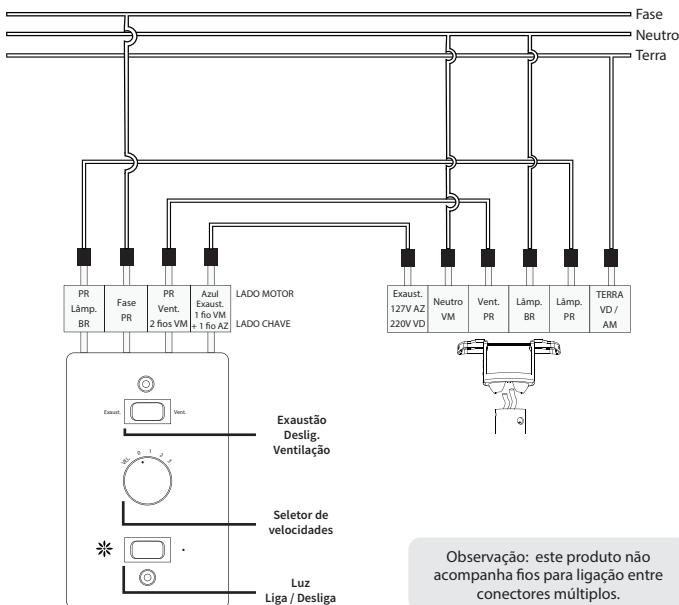 Fase
Neutro
Terra
PR
Lâmp.
BR
Fase
PR
PR
Vent.
2 fios VM
Azul
Exaust.
1 fio VM
+ 1 fio AZ
LADO MOTOR
LADO CHAVE
Exaust.
127V AZ
220V VD
Neutro
VM
Vent.
PR
Lâmp.
BR
Lâmp.
PR
TERRA
VD /
AM
Exaust.
Vent.
Exaustão
Deslig.
Ventilação
VEL. 0 1 2 3
Seletor de
velocidades
Luz
Liga / Desliga
Observação: este produto não
acompanha fios para ligação entre
conectores múltiplos.